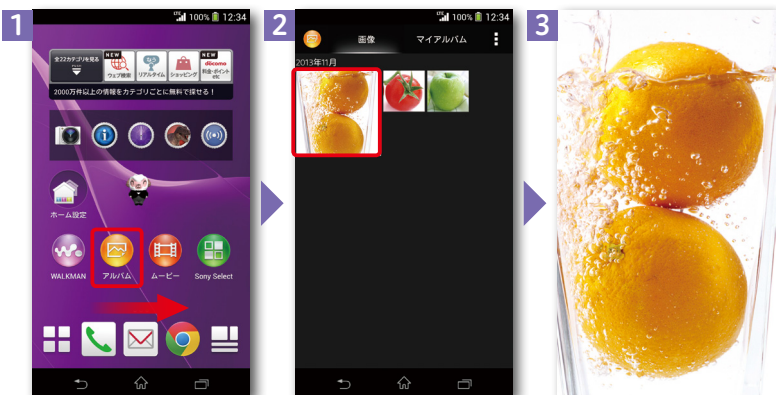 1
LTE 100% 12:34
全22カテゴリを見る
NEW
ウェブ検索
リアルタイム
ショッピング
NEW
döcomo
料金・ポイント
etc
2000万件以上の情報をカテゴリごとに無料で探せる!
ホーム設定
WALKMAN
アルバム
ムービー
Sony Select
2
LTE 100% 12:34
画像
マイアルバム
2013年11月
3